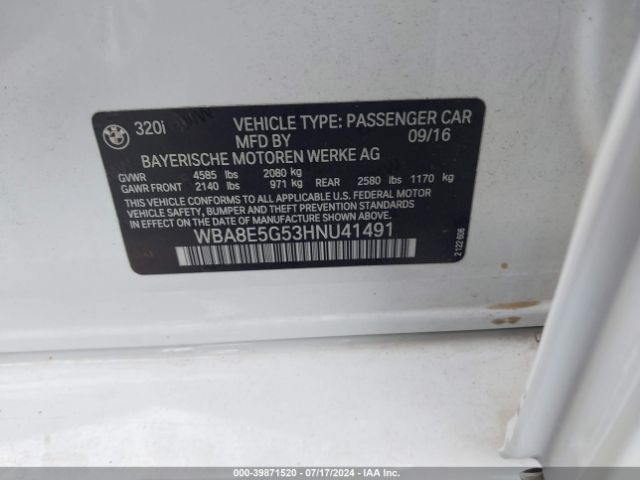 320i VEHICLE TYPE: PASSENGER CAR
MFD BY 09/16
BAYERISCHE MOTOREN WERKE AG
GVWR 4585 lbs 2080 kg
GAWR FRONT 2140 lbs 971 kg REAR 2580 lbs 1170 kg
THIS VEHICLE CONFORMS TO ALL APPLICABLE U.S. FEDERAL MOTOR
VEHICLE SAFETY, BUMPER AND THEFT PREVENTION STANDARDS IN
EFFECT ON THE DATE OF MANUFACTURE SHOWN ABOVE.
WBA8E5G53HNU41491
2 122 606
000-39871520 • 07/17/2024 - IAA Inc.